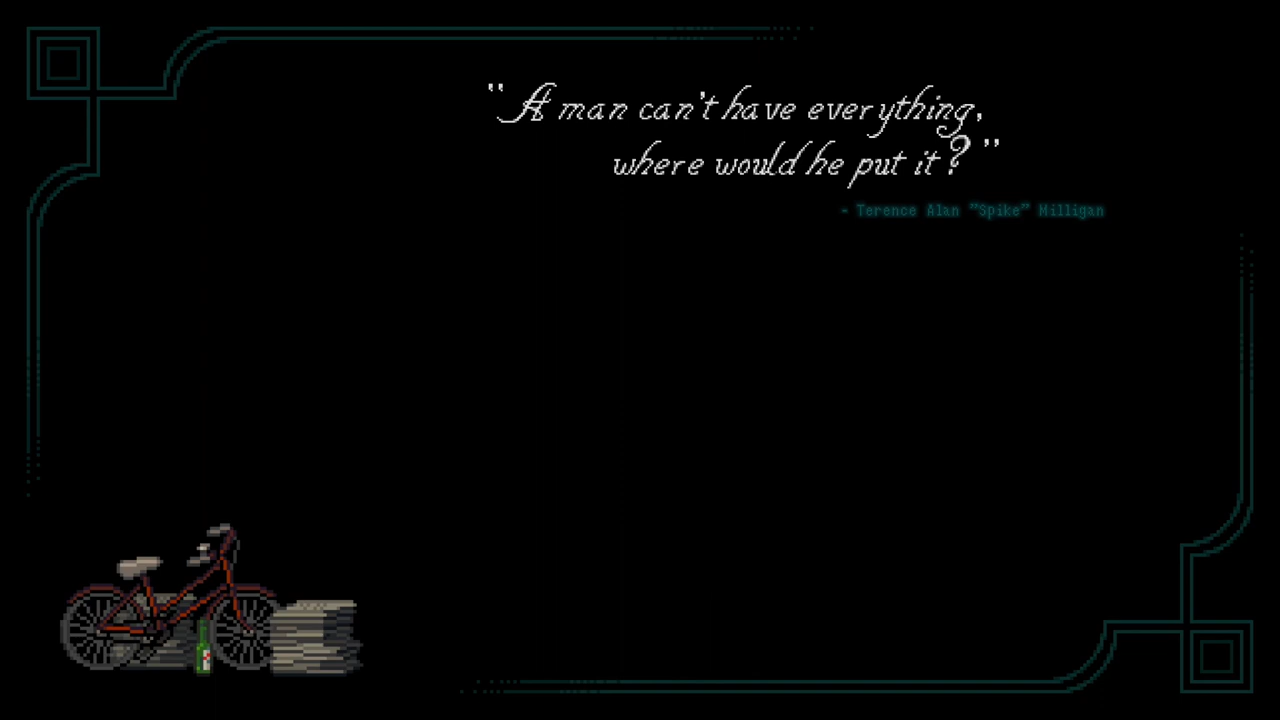 "A man can't have everything,
where would he put it?"
- Terence Alan "Spike" Milligan